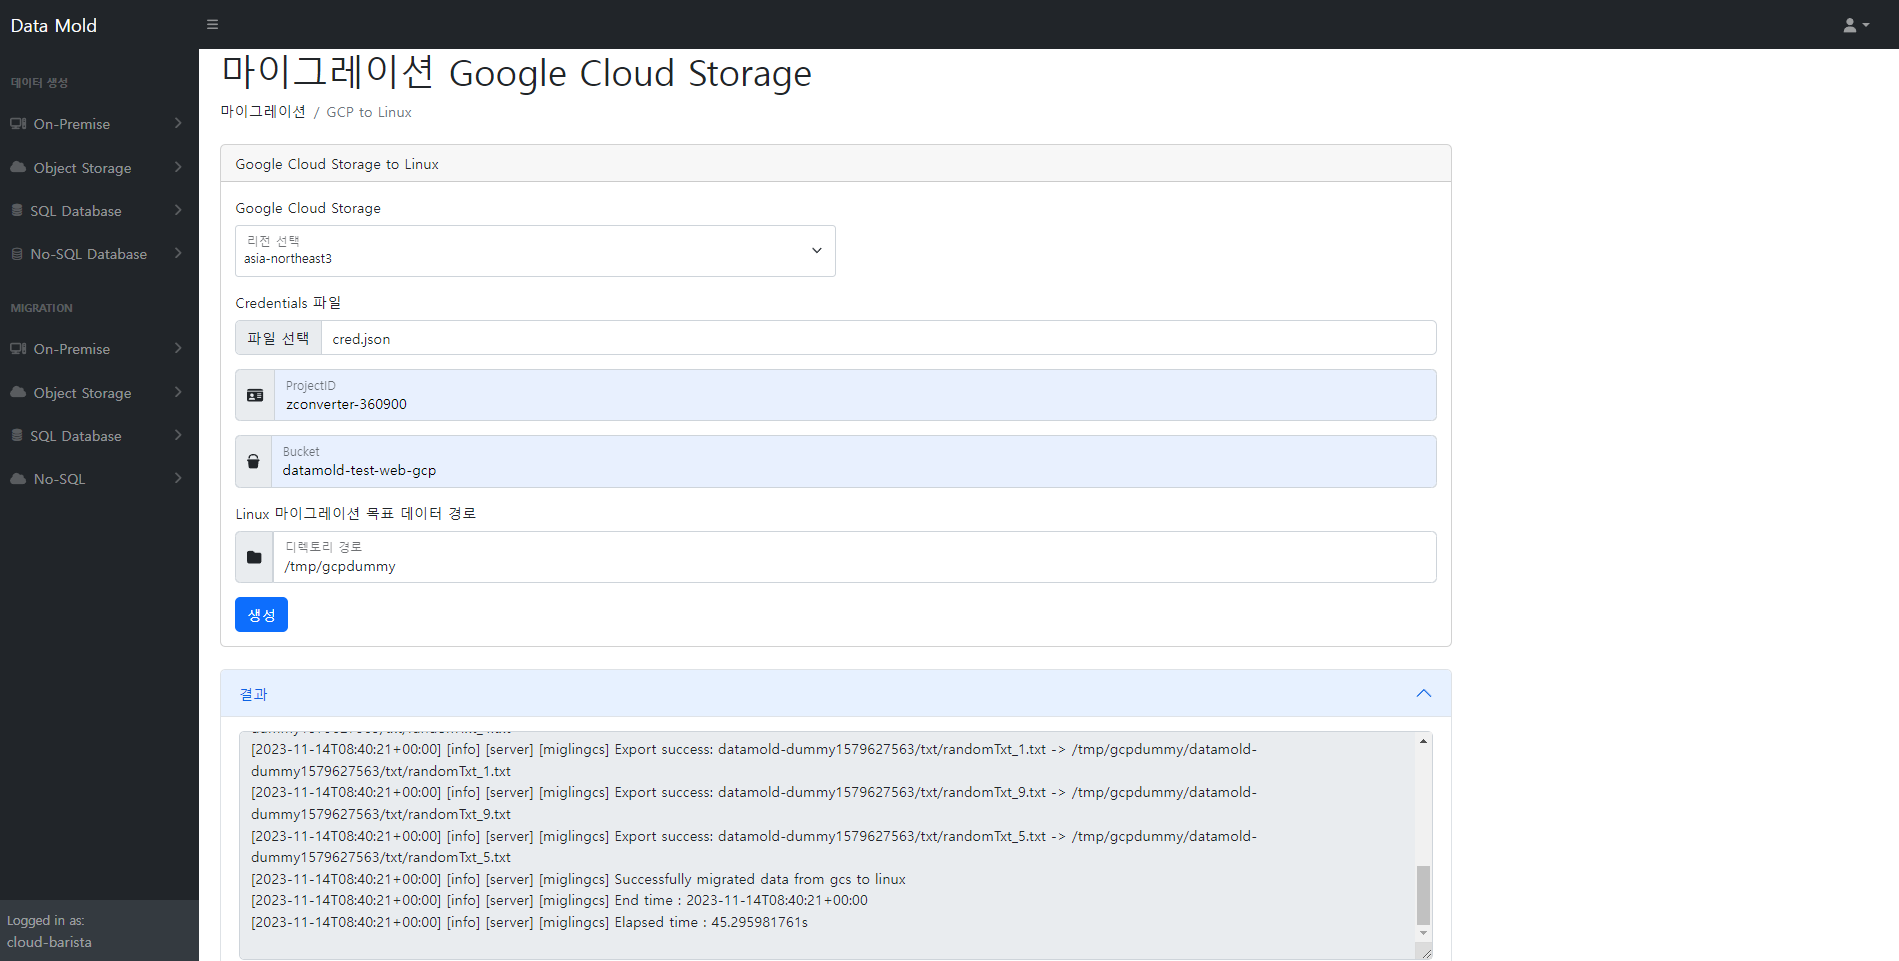 Data Mold
데이터 생성
On-Premise
Object Storage
SQL Database
No-SQL Database
MIGRATION
On-Premise
Object Storage
SQL Database
No-SQL
Logged in as:
cloud-barista
마이그레이션 Google Cloud Storage
마이그레이션 / GCP to Linux
Google Cloud Storage to Linux
Google Cloud Storage
리전 선택
asia-northeast3
Credentials 파일
파일 선택 cred.json
ProjectID
zconverter-360900
Bucket
datamold-test-web-gcp
Linux 마이그레이션 목표 데이터 경로
디렉토리 경로
/tmp/gcpdummy
생성
결과
[2023-11-14T08:40:21+00:00] [info] [server] [miglingcs] Export success: datamold-dummy1579627563/txt/randomTxt_1.txt -> /tmp/gcpdummy/datamold-
dummy1579627563/txt/randomTxt_1.txt
[2023-11-14T08:40:21+00:00] [info] [server] [miglingcs] Export success: datamold-dummy1579627563/txt/randomTxt_9.txt -> /tmp/gcpdummy/datamold-
dummy1579627563/txt/randomTxt_9.txt
[2023-11-14T08:40:21+00:00] [info] [server] [miglingcs] Export success: datamold-dummy1579627563/txt/randomTxt_5.txt -> /tmp/gcpdummy/datamold-
dummy1579627563/txt/randomTxt_5.txt
[2023-11-14T08:40:21+00:00] [info] [server] [miglingcs] Successfully migrated data from gcs to linux
[2023-11-14T08:40:21+00:00] [info] [server] [miglingcs] End time : 2023-11-14T08:40:21+00:00
[2023-11-14T08:40:21+00:00] [info] [server] [miglingcs] Elapsed time : 45.295981761s